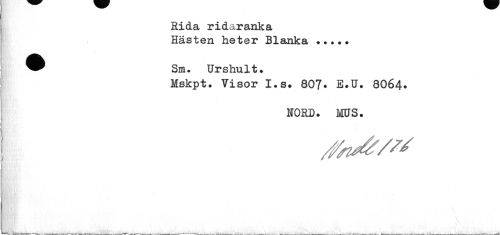 Rida ridaranka
Hästen heter Blanka .....
Sm. Urshult.
Mskpt. Visor I.s. 807. E.U. 8064.
NORD. MUS.
Nordl 176